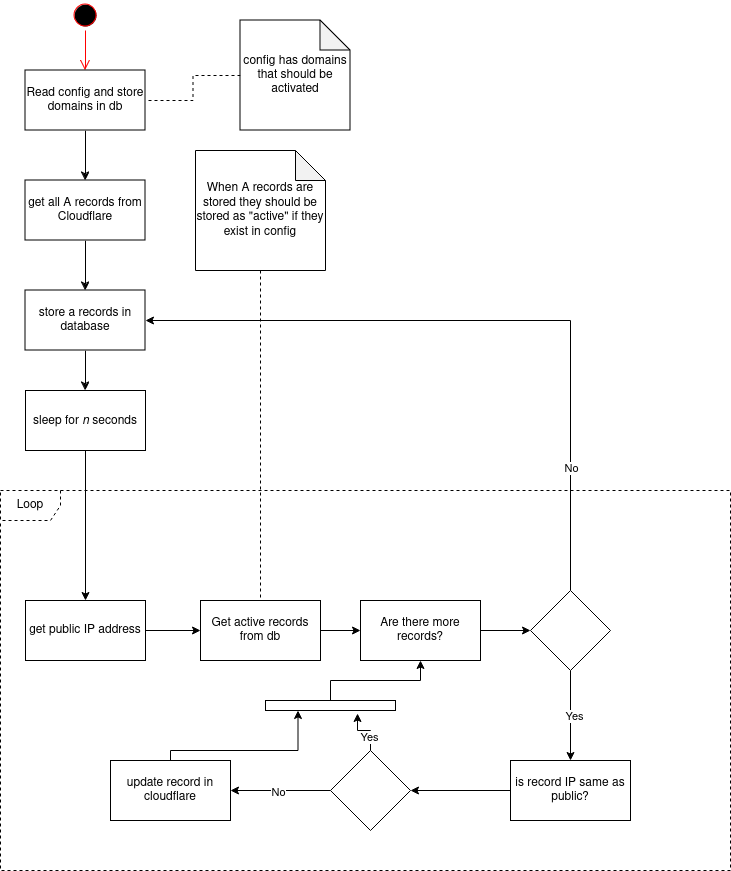 config has domains
that should be
activated
Read config and store
domains in db
When A records are
stored they should be
stored as "active" if they
exist in config
get all A records from
Cloudflare
store a records in
database
sleep for n seconds
No
Loop
get public IP address
Get active records
from db
Are there more
records?
Yes
Yes
update record in
cloudflare
No
is record IP same as
public?